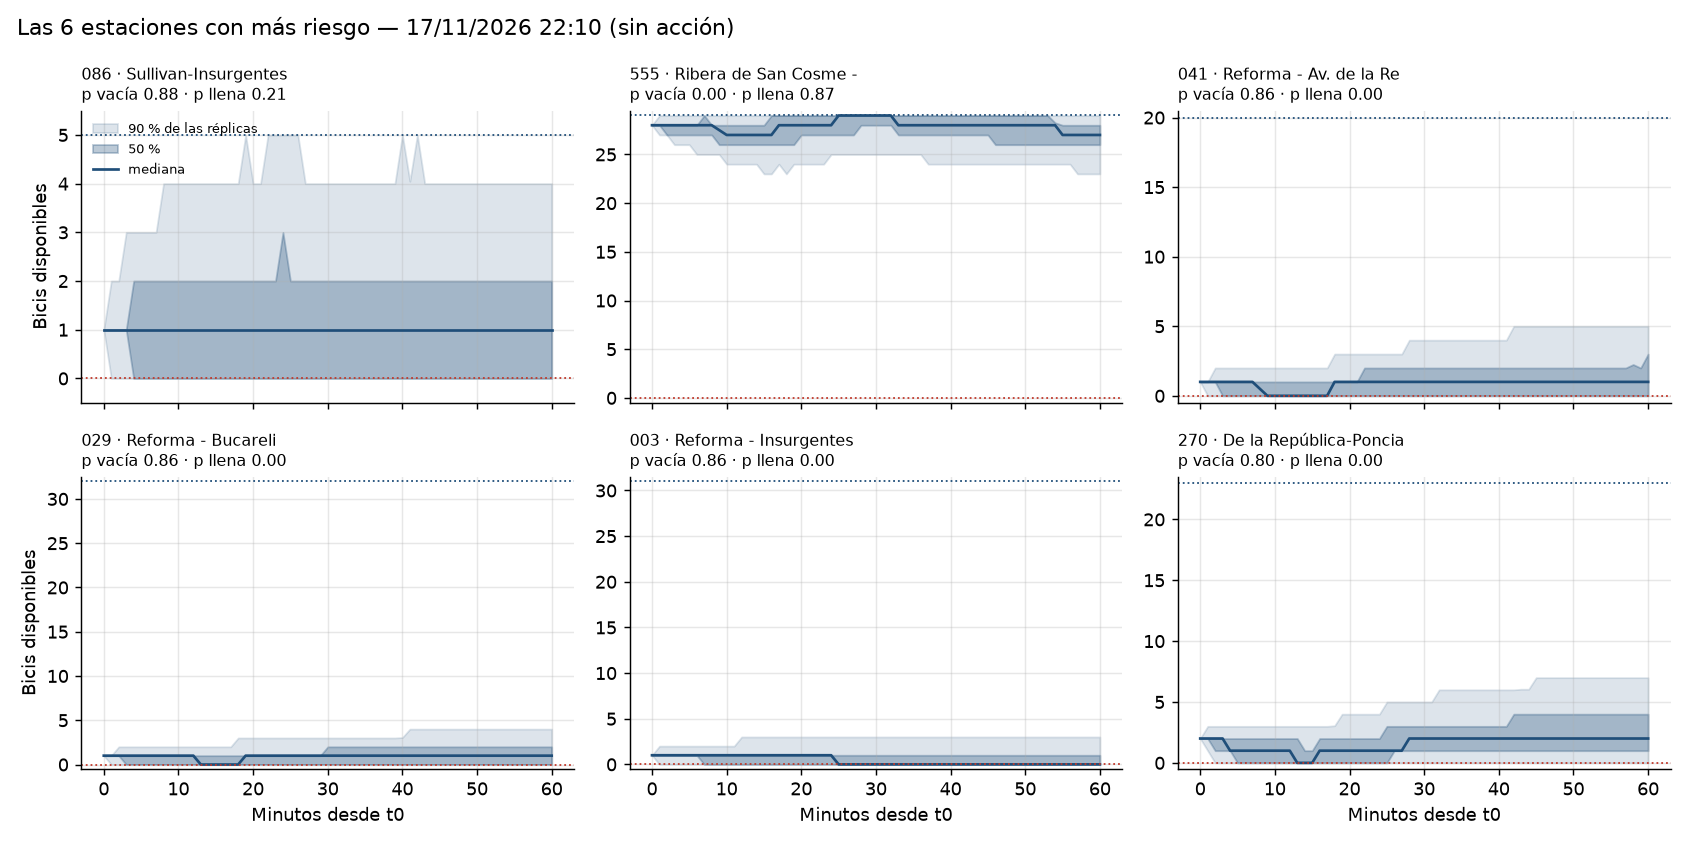 Las 6 estaciones con más riesgo — 17/11/2026 22:10 (sin acción)
086 · Sullivan-Insurgentes
p vacía 0.88 · p llena 0.21
90 % de las réplicas
50 %
mediana
Bicis disponibles
5
4
3
2
1
0
555 · Ribera de San Cosme -
p vacía 0.00 · p llena 0.87
25
20
15
10
5
0
041 · Reforma - Av. de la Re
p vacía 0.86 · p llena 0.00
20
15
10
5
0
029 · Reforma - Bucareli
p vacía 0.86 · p llena 0.00
Bicis disponibles
30
25
20
15
10
5
0
0 10 20 30 40 50 60
Minutos desde t0
003 · Reforma - Insurgentes
p vacía 0.86 · p llena 0.00
30
25
20
15
10
5
0
0 10 20 30 40 50 60
Minutos desde t0
270 · De la República-Poncia
p vacía 0.80 · p llena 0.00
20
15
10
5
0
0 10 20 30 40 50 60
Minutos desde t0